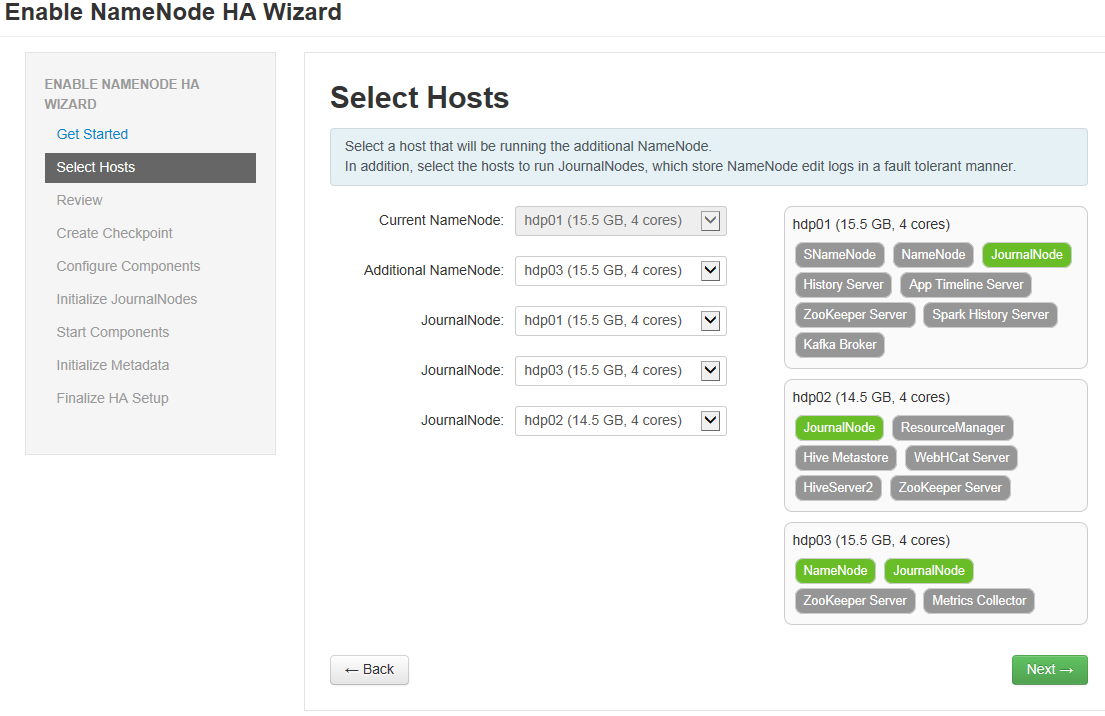 Enable NameNode HA Wizard
ENABLE NAMENODE HA
WIZARD
Get Started
Select Hosts
Review
Create Checkpoint
Configure Components
Initialize JournalNodes
Start Components
Initialize Metadata
Finalize HA Setup
Select Hosts
Select a host that will be running the additional NameNode.
In addition, select the hosts to run JournalNodes, which store NameNode edit logs in a fault tolerant manner.
Current NameNode: hdp01 (15.5 GB, 4 cores)
Additional NameNode: hdp03 (15.5 GB, 4 cores)
JournalNode: hdp01 (15.5 GB, 4 cores)
JournalNode: hdp03 (15.5 GB, 4 cores)
JournalNode: hdp02 (14.5 GB, 4 cores)
hdp01 (15.5 GB, 4 cores)
SNameNode NameNode JournalNode
History Server App Timeline Server
ZooKeeper Server Spark History Server
Kafka Broker
hdp02 (14.5 GB, 4 cores)
JournalNode ResourceManager
Hive Metastore WebHCat Server
HiveServer2 ZooKeeper Server
hdp03 (15.5 GB, 4 cores)
NameNode JournalNode
ZooKeeper Server Metrics Collector
← Back
Next →